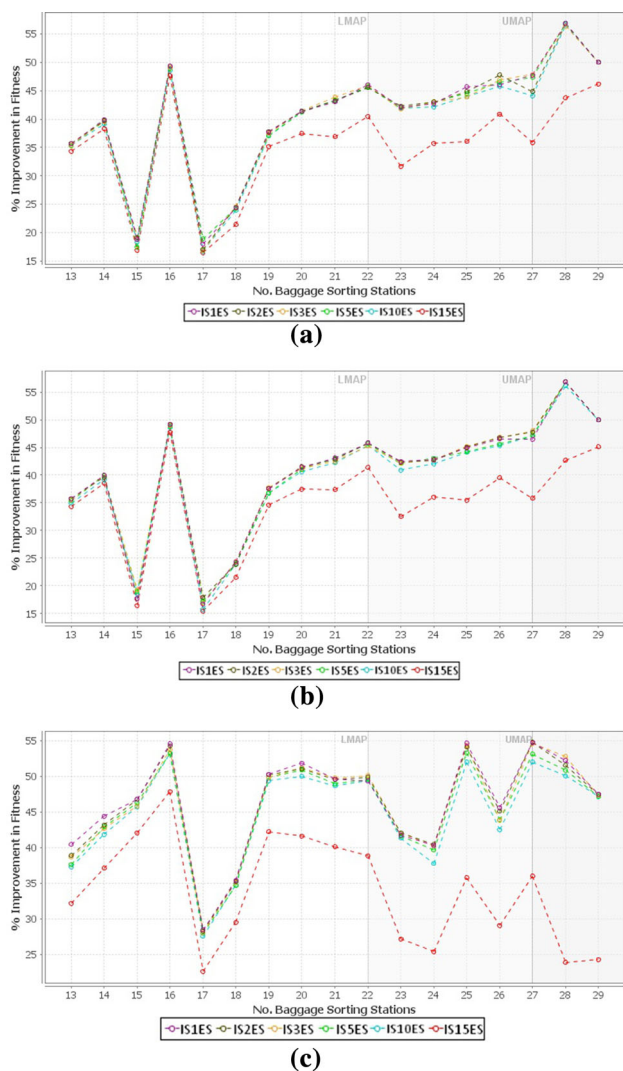 LMAP UMAP
55
50
45
40
35
30
25
20
15
% Improvement in Fitness
13 14 15 16 17 18 19 20 21 22 23 24 25 26 27 28 29
No. Baggage Sorting Stations
IS1ES IS2ES IS3ES IS5ES IS10ES IS15ES
(a)
LMAP UMAP
55
50
45
40
35
30
25
20
15
% Improvement in Fitness
13 14 15 16 17 18 19 20 21 22 23 24 25 26 27 28 29
No. Baggage Sorting Stations
IS1ES IS2ES IS3ES IS5ES IS10ES IS15ES
(b)
LMAP UMAP
55
50
45
40
35
30
25
% Improvement in Fitness
13 14 15 16 17 18 19 20 21 22 23 24 25 26 27 28 29
No. Baggage Sorting Stations
IS1ES IS2ES IS3ES IS5ES IS10ES IS15ES
(c)